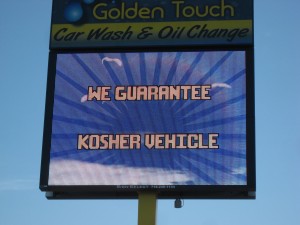 Golden Touch
Car Wash & Oil Change
WE GUARANTEE
KOSHER VEHICLE